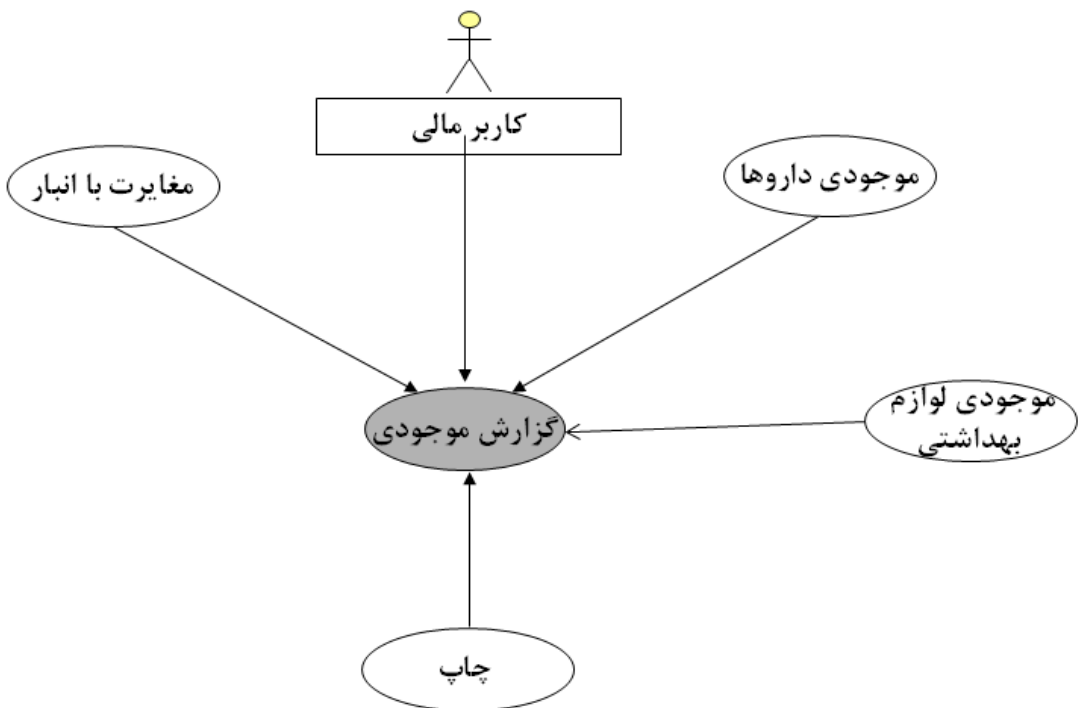 کاربر مالی
موجودی داروها
مغایرت با انبار
موجودی لوازم
بهداشتی
گزارش موجودی
چاپ